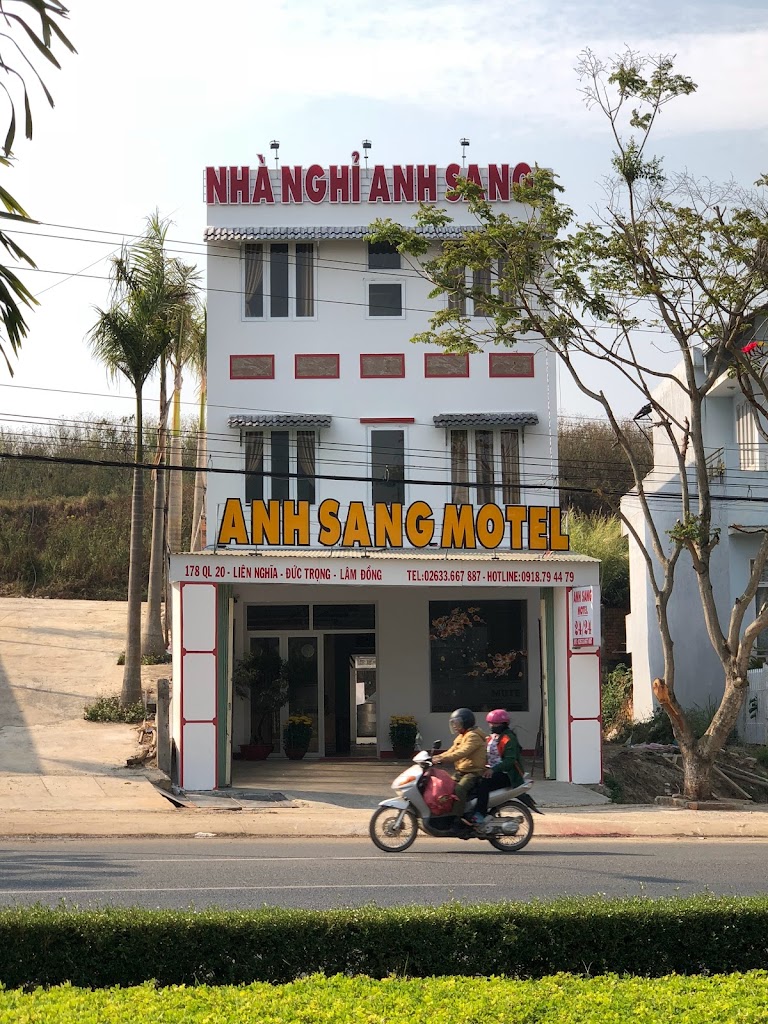 NHÀ NGHỈ ANH SANG
ANH SANG MOTEL
178 QL 20 - LIÊN NGHĨA - ĐỨC TRỌNG - LÂM ĐỒNG TEL:02633.667 887 - HOTLINE:0918.79 44 79
ANH SANG
MOTEL
24/24